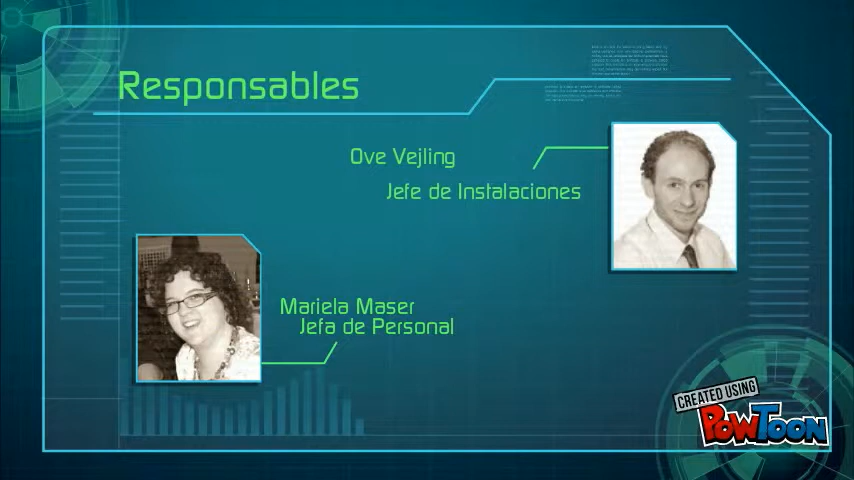 Responsables
Ove Vejling
Jefe de Instalaciones
Mariela Maser
Jefa de Personal
CREATED USING
POWTOON